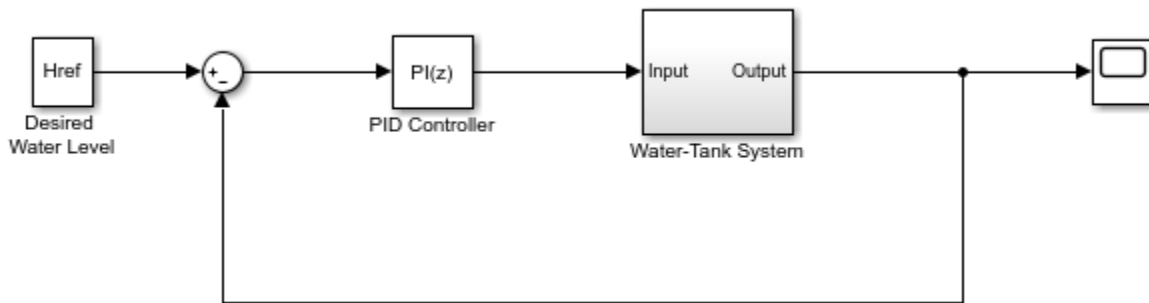 Href
+
−
PI(z)
Input
Output
Desired
Water Level
PID Controller
Water-Tank System